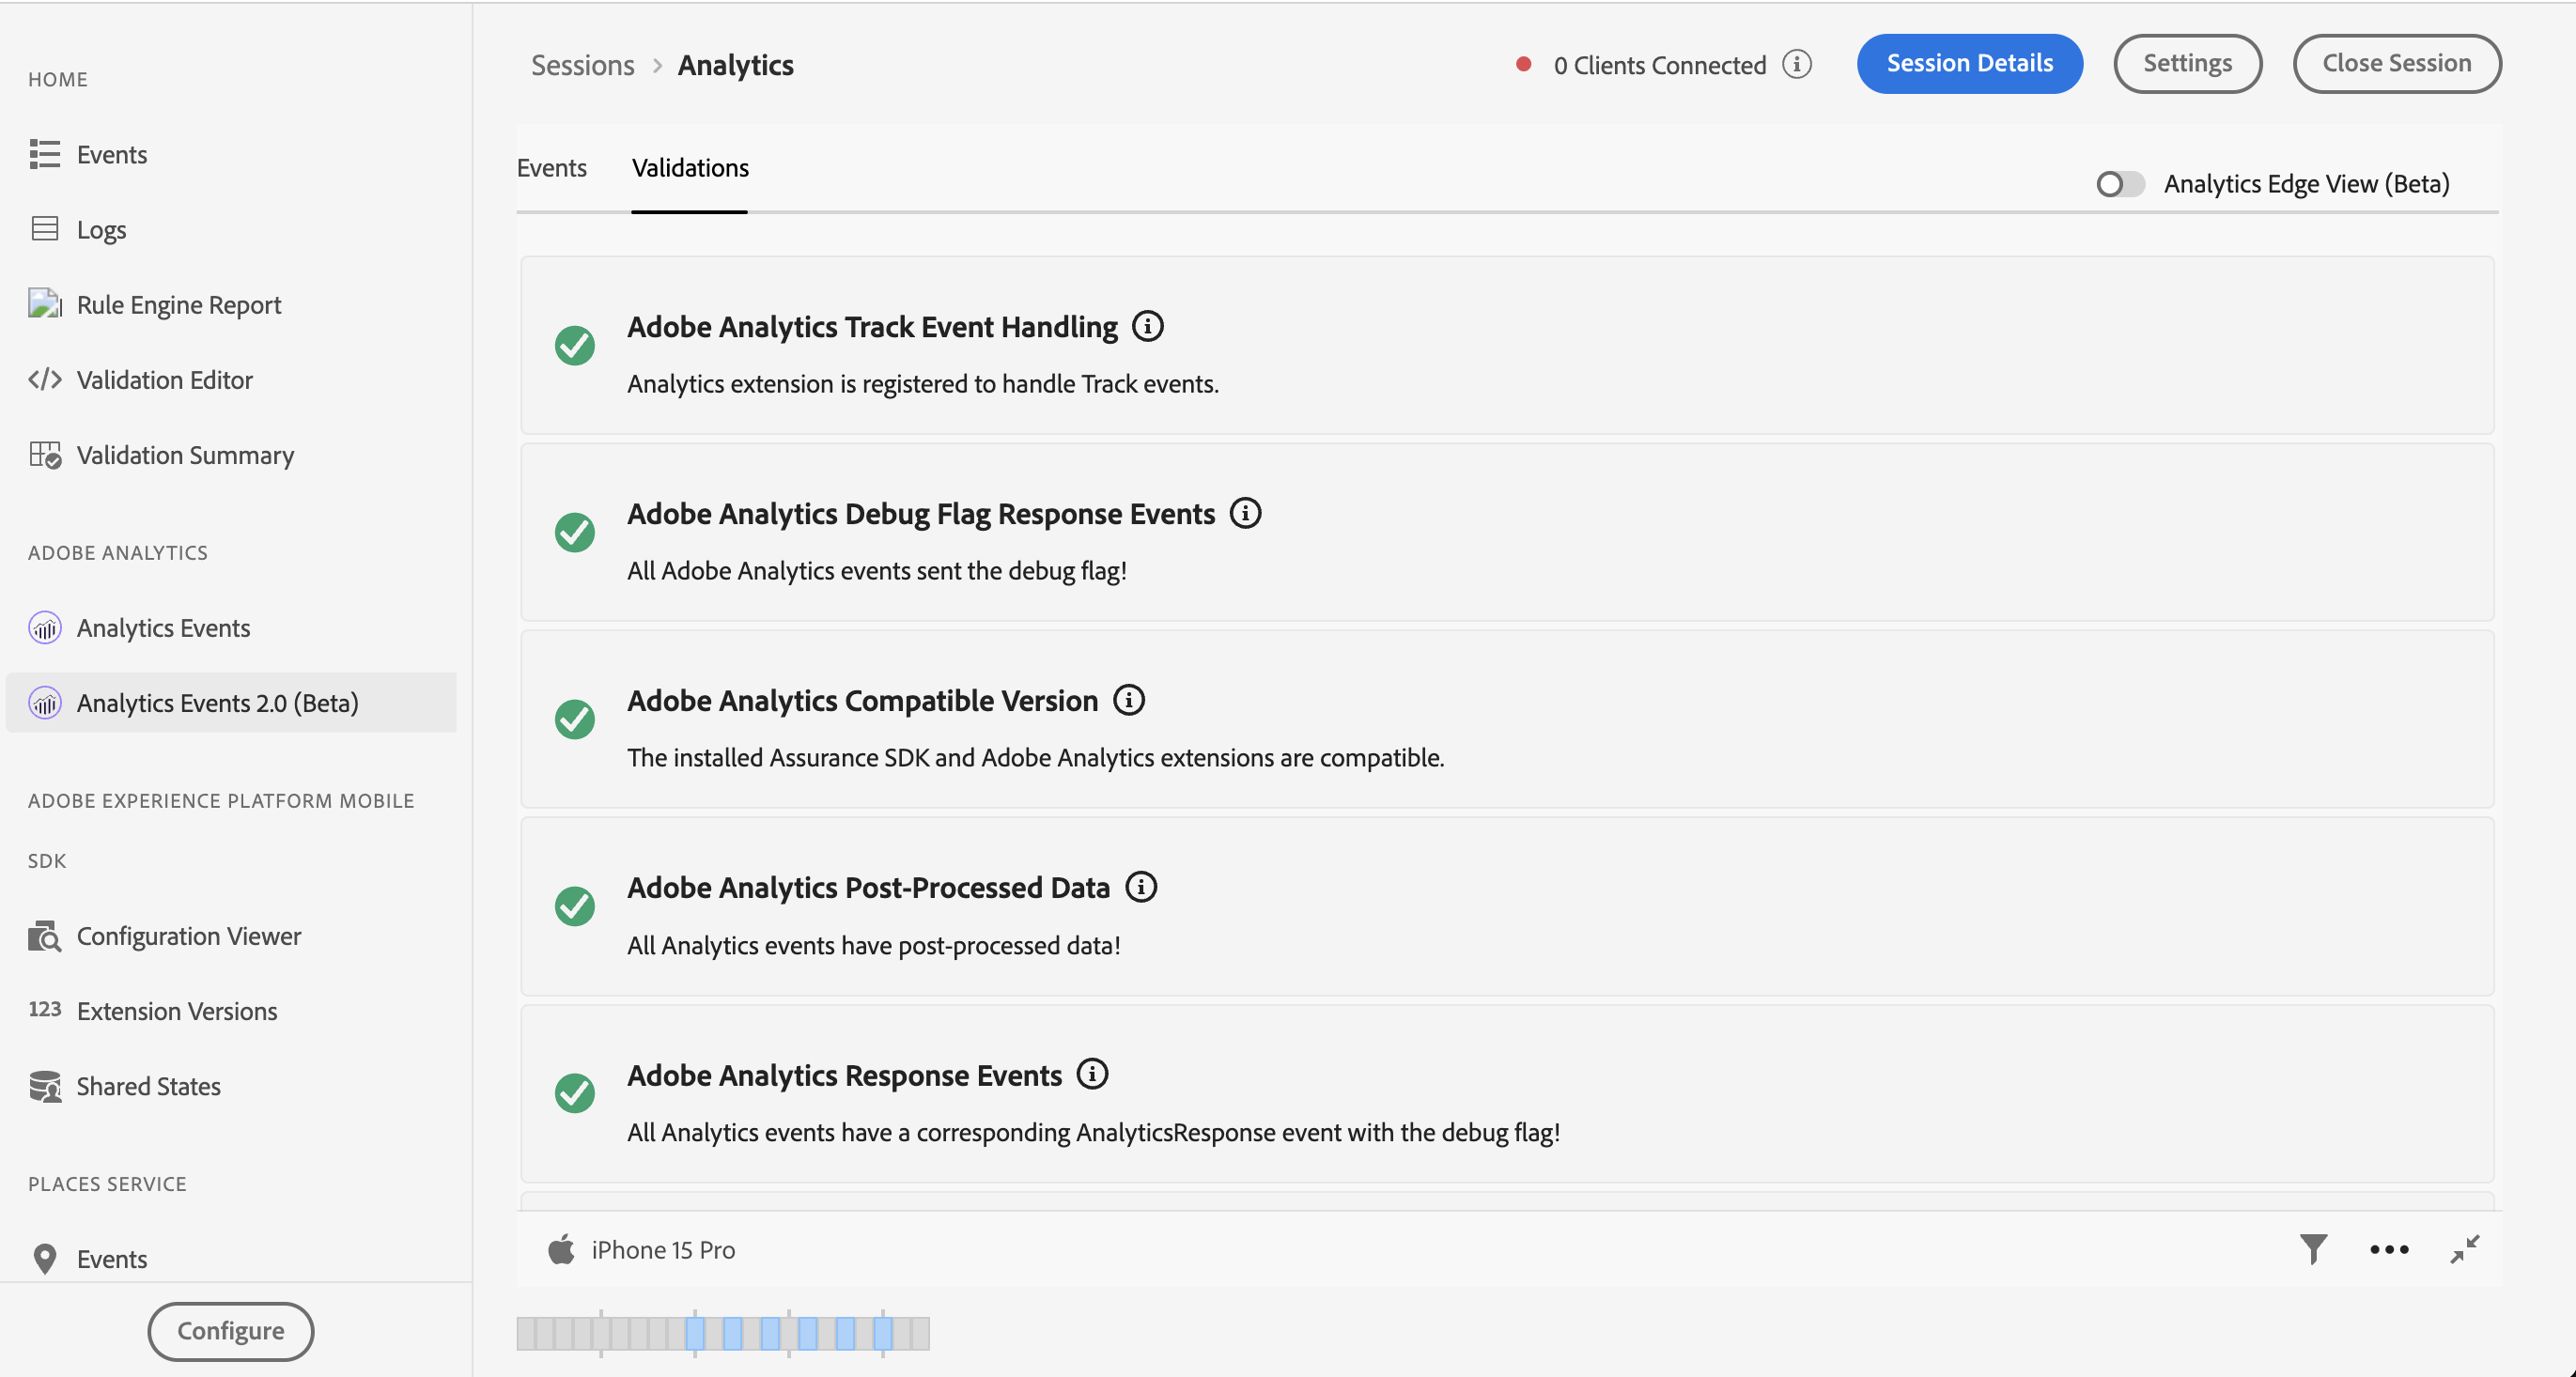 HOME
Events
Logs
Rule Engine Report
Validation Editor
Validation Summary
ADOBE ANALYTICS
Analytics Events
Analytics Events 2.0 (Beta)
ADOBE EXPERIENCE PLATFORM MOBILE
SDK
Configuration Viewer
123 Extension Versions
Shared States
PLACES SERVICE
Events
Configure
Sessions > Analytics
0 Clients Connected
Session Details
Settings
Close Session
Events
Validations
Analytics Edge View (Beta)
Adobe Analytics Track Event Handling
Analytics extension is registered to handle Track events.
Adobe Analytics Debug Flag Response Events
All Adobe Analytics events sent the debug flag!
Adobe Analytics Compatible Version
The installed Assurance SDK and Adobe Analytics extensions are compatible.
Adobe Analytics Post-Processed Data
All Analytics events have post-processed data!
Adobe Analytics Response Events
All Analytics events have a corresponding AnalyticsResponse event with the debug flag!
iPhone 15 Pro